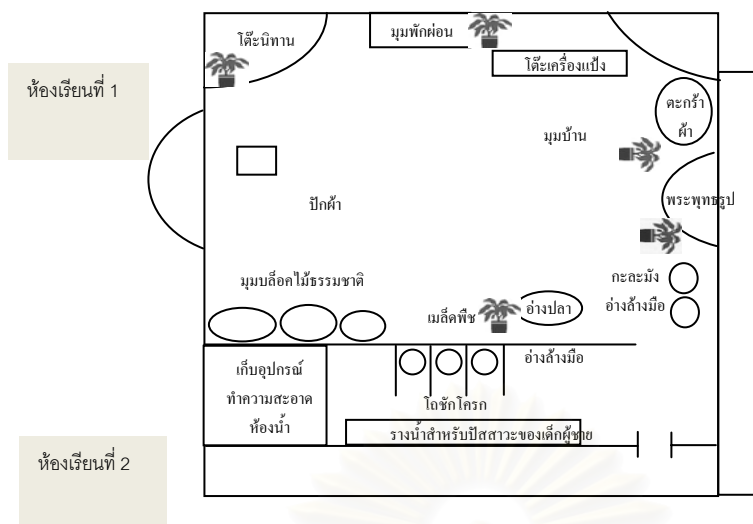 โต๊ะนิทาน
มุมพักผ่อน
โต๊ะเครื่องแป้ง
ห้องเรียนที่ 1
ตะกร้า
ผ้า
มุมบ้าน
พระพุทธรูป
ปักผ้า
มุมบล็อคไม้ธรรมชาติ
กะละมัง
อ่างล้างมือ
เมล็ดพืช
อ่างปลา
อ่างล้างมือ
เก็บอุปกรณ์
ทำความสะอาด
ห้องน้ำ
โถชักโครก
รางน้ำสำหรับปัสสาวะของเด็กผู้ชาย
ห้องเรียนที่ 2